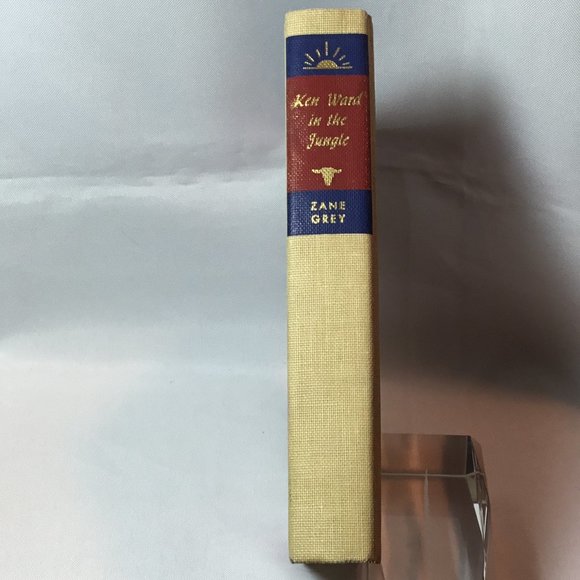 Ken Ward
in the
Jungle
ZANE
GREY